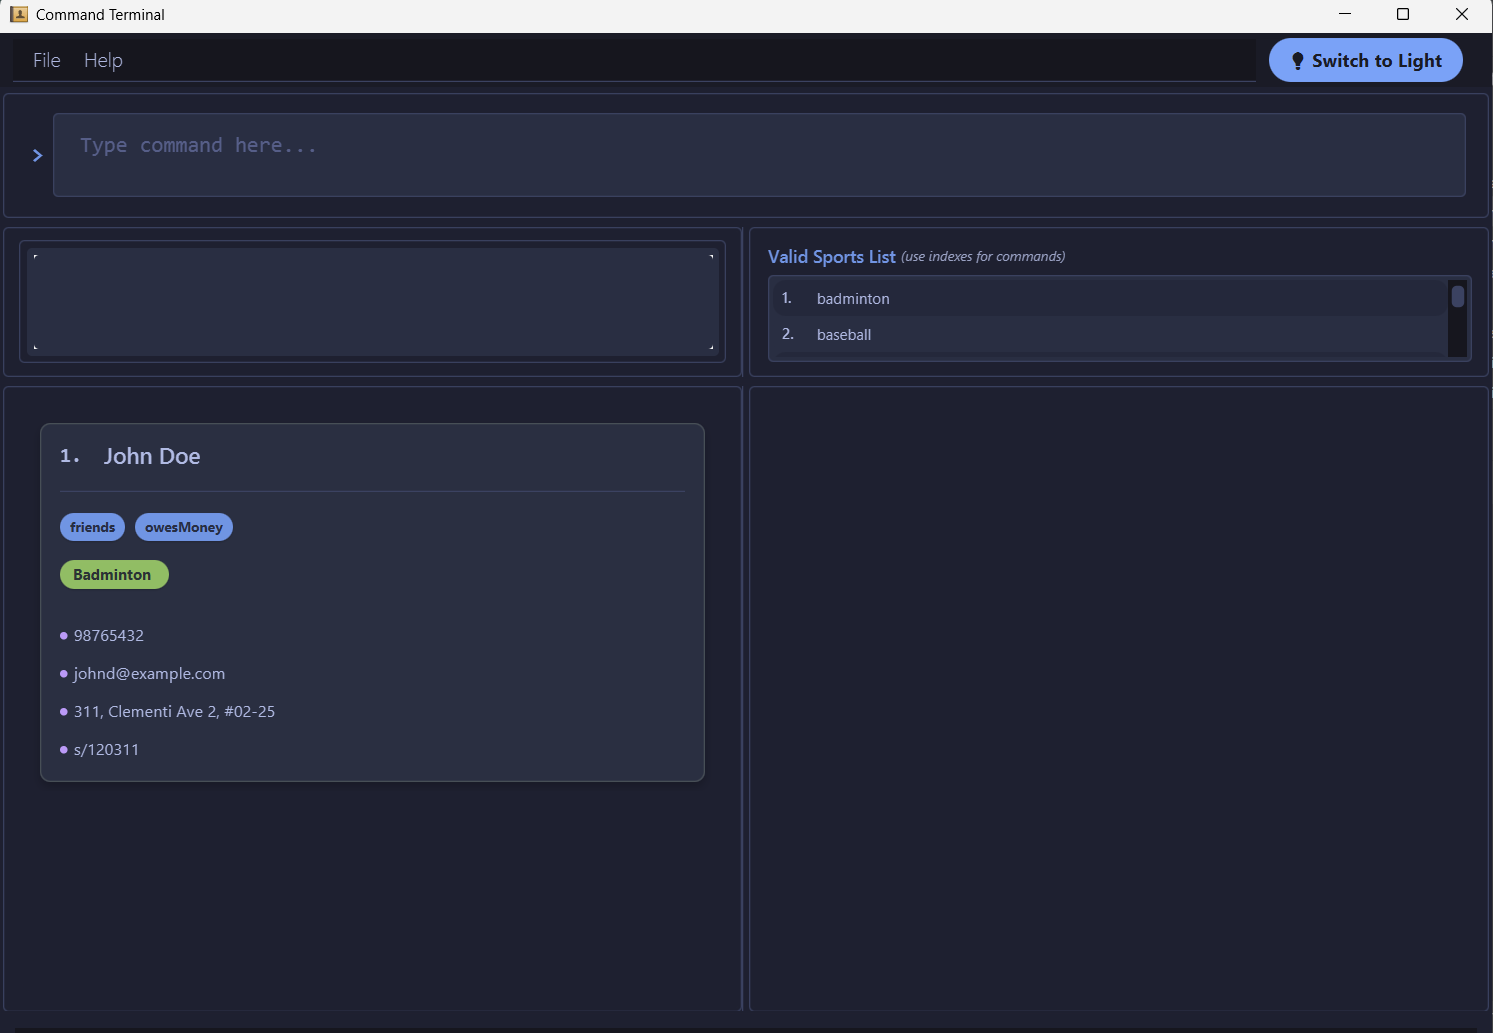 Command Terminal
File Help
Switch to Light
> Type command here...
Valid Sports List (use indexes for commands)
1. badminton
2. baseball
1. John Doe
friends owesMoney
Badminton
98765432
johnd@example.com
311, Clementi Ave 2, #02-25
s/120311